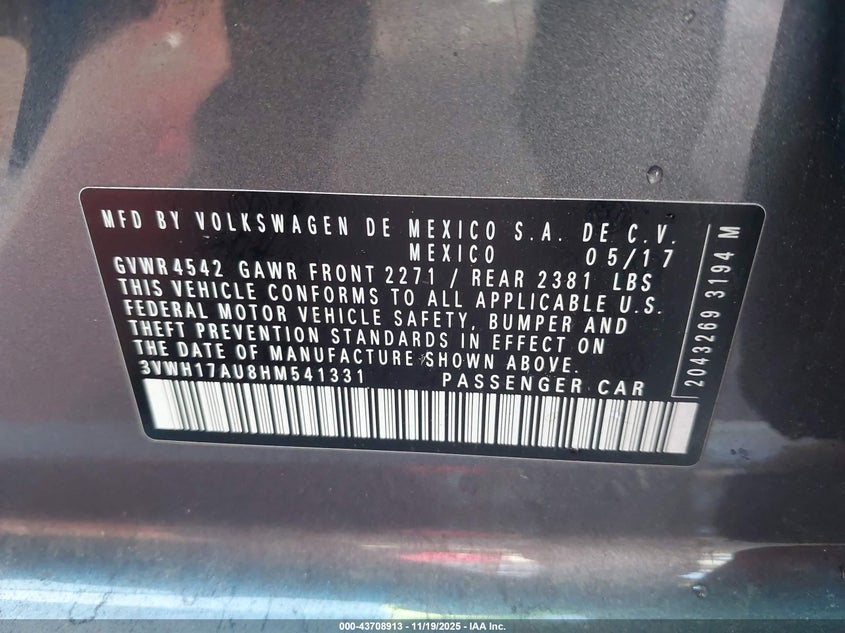 MFD BY VOLKSWAGEN DE MEXICO S.A. DE C.V.
MEXICO 05/17
GVWR 4542 GAWR FRONT 2271 / REAR 2381 LBS
THIS VEHICLE CONFORMS TO ALL APPLICABLE U.S.
FEDERAL MOTOR VEHICLE SAFETY, BUMPER AND
THEFT PREVENTION STANDARDS IN EFFECT ON
THE DATE OF MANUFACTURE SHOWN ABOVE.
3VWH17AU8HM541331 PASSENGER CAR
2043269 3194 M
000-43708913 - 11/19/2025 - IAA Inc.